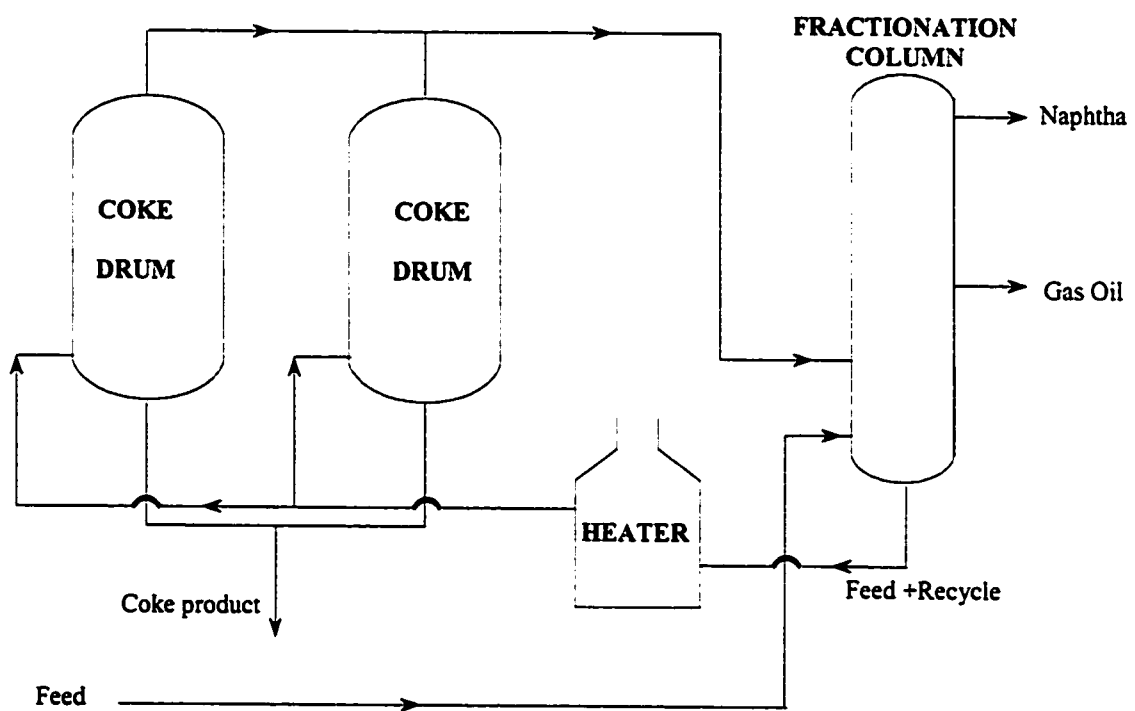 FRACTIONATION
COLUMN
Naphtha
COKE
DRUM
COKE
DRUM
Gas Oil
HEATER
Feed +Recycle
Coke product
Feed